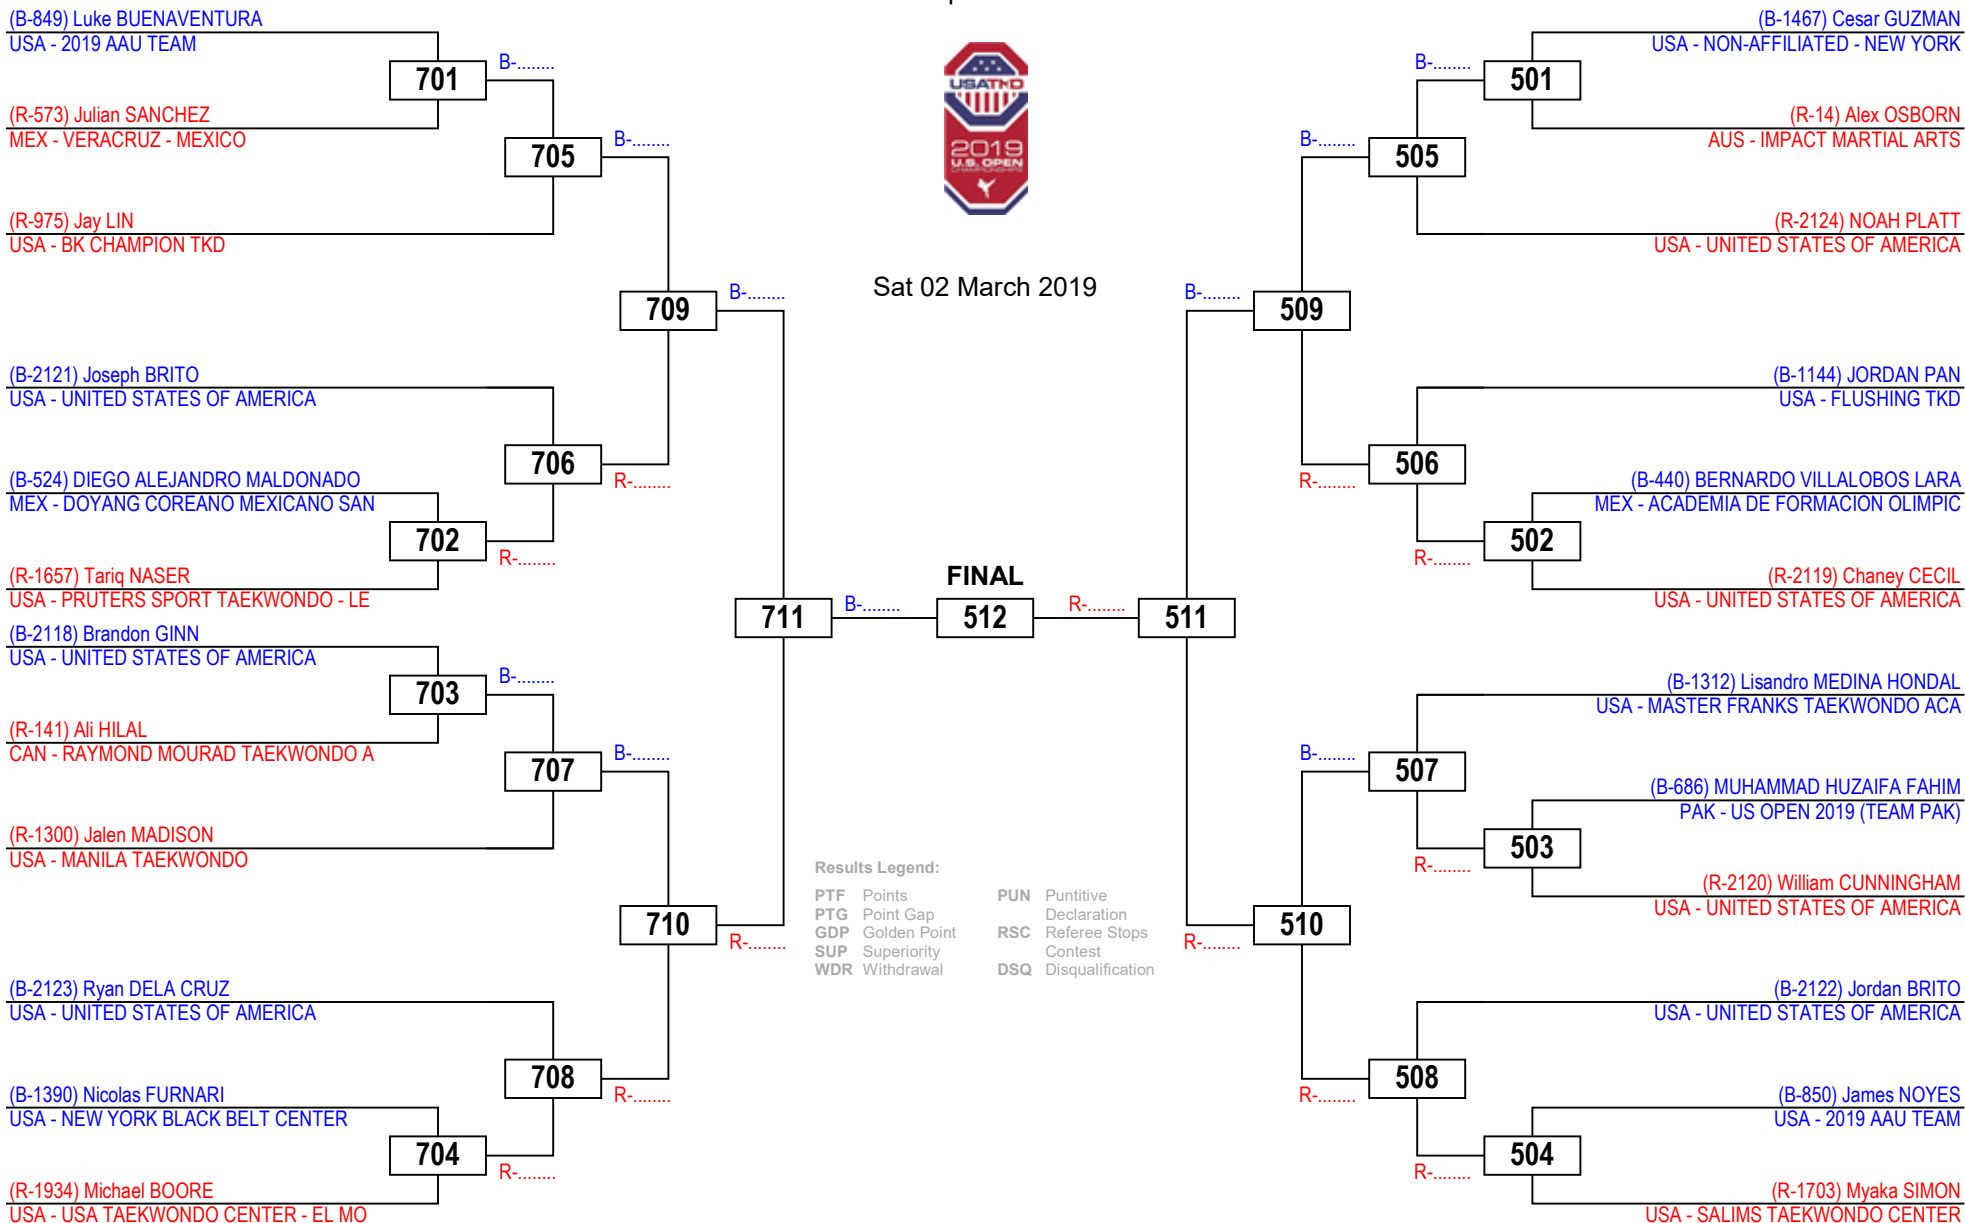 (B-849) Luke BUENAVENTURA
USA - 2019 AAU TEAM
701
B-........
(R-573) Julian SANCHEZ
MEX - VERACRUZ - MEXICO
705
B-........
(R-975) Jay LIN
USA - BK CHAMPION TKD
709
B-........
(B-2121) Joseph BRITO
USA - UNITED STATES OF AMERICA
706
R-........
(B-524) DIEGO ALEJANDRO MALDONADO
MEX - DOYANG COREANO MEXICANO SAN
702
R-........
(R-1657) Tariq NASER
USA - PRUTERS SPORT TAEKWONDO - LE
711
B-........
(B-2118) Brandon GINN
USA - UNITED STATES OF AMERICA
703
B-........
(R-141) Ali HILAL
CAN - RAYMOND MOURAD TAEKWONDO A
707
B-........
(R-1300) Jalen MADISON
USA - MANILA TAEKWONDO
710
R-........
(B-2123) Ryan DELA CRUZ
USA - UNITED STATES OF AMERICA
708
R-........
(B-1390) Nicolas FURNARI
USA - NEW YORK BLACK BELT CENTER
704
R-........
(R-1934) Michael BOORE
USA - USA TAEKWONDO CENTER - EL MO
USATKD
2019
U.S. OPEN
CHAMPIONSHIPS
Sat 02 March 2019
FINAL
512
Results Legend:
PTF Points
PTG Point Gap
GDP Golden Point
SUP Superiority
WDR Withdrawal
PUN Puntitive
Declaration
RSC Referee Stops
Contest
DSQ Disqualification
(B-1467) Cesar GUZMAN
USA - NON-AFFILIATED - NEW YORK
B-........
501
(R-14) Alex OSBORN
AUS - IMPACT MARTIAL ARTS
B-........
505
(R-2124) NOAH PLATT
USA - UNITED STATES OF AMERICA
B-........
509
(B-1144) JORDAN PAN
USA - FLUSHING TKD
506
R-........
(B-440) BERNARDO VILLALOBOS LARA
MEX - ACADEMIA DE FORMACION OLIMPIC
502
R-........
(R-2119) Chaney CECIL
USA - UNITED STATES OF AMERICA
R-........
511
(B-1312) Lisandro MEDINA HONDAL
USA - MASTER FRANKS TAEKWONDO ACA
B-........
507
(B-686) MUHAMMAD HUZAIFA FAHIM
PAK - US OPEN 2019 (TEAM PAK)
503
R-........
(R-2120) William CUNNINGHAM
USA - UNITED STATES OF AMERICA
510
R-........
(B-2122) Jordan BRITO
USA - UNITED STATES OF AMERICA
508
R-........
(B-850) James NOYES
USA - 2019 AAU TEAM
504
R-........
(R-1703) Myaka SIMON
USA - SALIMS TAEKWONDO CENTER